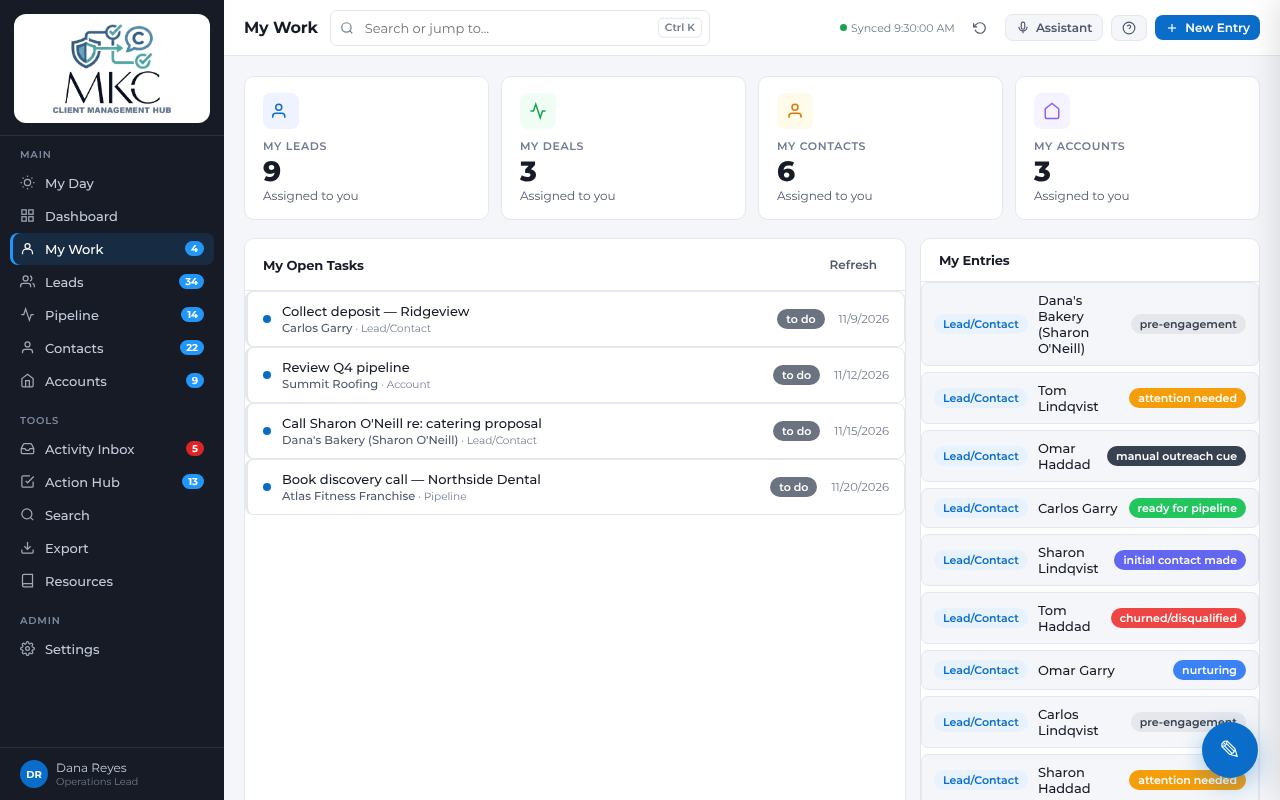 MKC
CLIENT MANAGEMENT HUB
MAIN
My Day
Dashboard
My Work 4
Leads 34
Pipeline 14
Contacts 22
Accounts 9
TOOLS
Activity Inbox 5
Action Hub 13
Search
Export
Resources
ADMIN
Settings
DR
Dana Reyes
Operations Lead
My Work
Search or jump to...
Ctrl K
Synced 9:30:00 AM
Assistant
New Entry
MY LEADS
9
Assigned to you
MY DEALS
3
Assigned to you
MY CONTACTS
6
Assigned to you
MY ACCOUNTS
3
Assigned to you
My Open Tasks
Refresh
Collect deposit — Ridgeview
Carlos Garry · Lead/Contact
to do
11/9/2026
Review Q4 pipeline
Summit Roofing · Account
to do
11/12/2026
Call Sharon O'Neill re: catering proposal
Dana's Bakery (Sharon O'Neill) · Lead/Contact
to do
11/15/2026
Book discovery call — Northside Dental
Atlas Fitness Franchise · Pipeline
to do
11/20/2026
My Entries
Lead/Contact
Dana's
Bakery
(Sharon
O'Neill)
pre-engagement
Lead/Contact
Tom
Lindqvist
attention needed
Lead/Contact
Omar
Haddad
manual outreach cue
Lead/Contact
Carlos Garry
ready for pipeline
Lead/Contact
Sharon
Lindqvist
initial contact made
Lead/Contact
Tom
Haddad
churned/disqualified
Lead/Contact
Omar Garry
nurturing
Lead/Contact
Carlos
Lindqvist
pre-engagement
Lead/Contact
Sharon
Haddad
attention needed